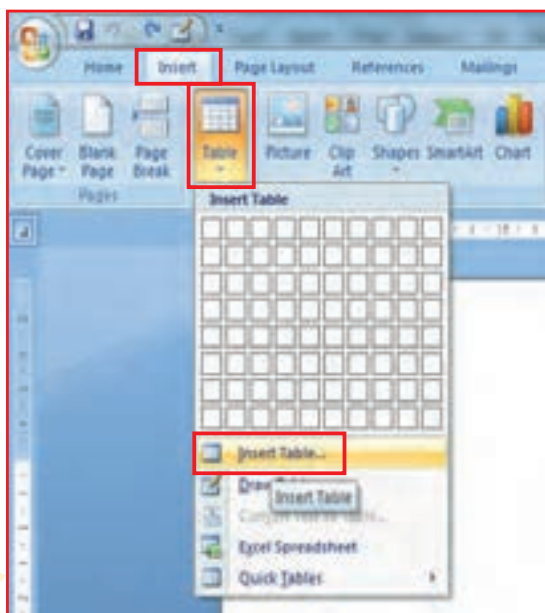 Home Insert Page Layout References Mailings
Cover Page Blank Page Page Break Table Picture Clip Art Shapes SmartArt Chart
Pages
Insert Table
Insert Table...
Insert Table
Excel Spreadsheet
Quick Tables